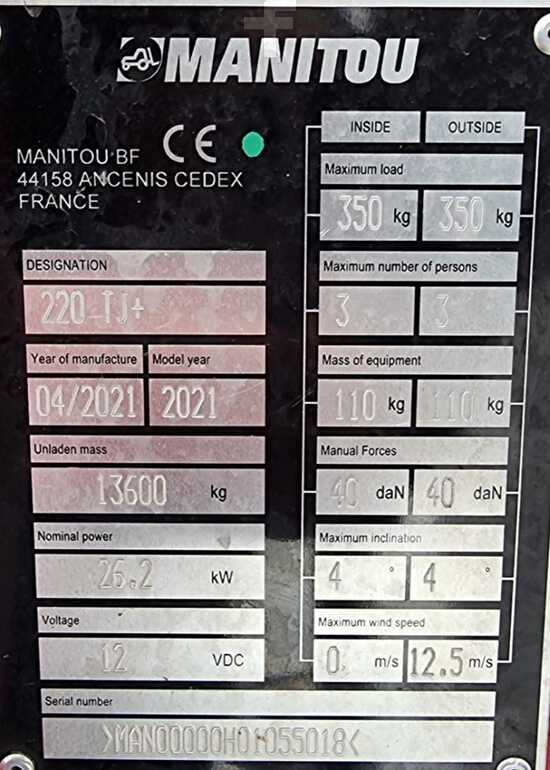 MANITOU
MANITOU BF CE
44158 ANCENIS CEDEX
FRANCE
DESIGNATION
220 TJ+
Year of manufacture Model year
04/2021 2021
Unladen mass
13600 kg
Nominal power
26.2 kW
Voltage
12 VDC
INSIDE OUTSIDE
Maximum load
350 kg 350 kg
Maximum number of persons
3 3
Mass of equipment
110 kg 110 kg
Manual Forces
40 daN 40 daN
Maximum inclination
4 ° 4 °
Maximum wind speed
0 m/s 12.5 m/s
Serial number
>MAN00000H01055018<